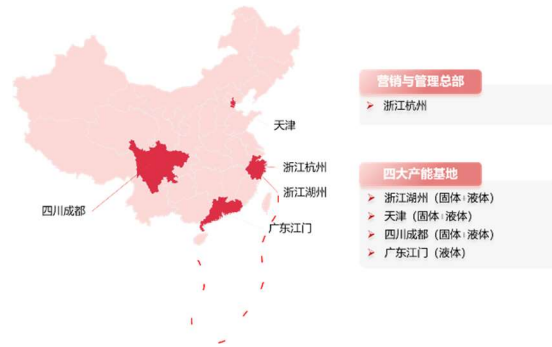 天津
浙江杭州
浙江湖州
四川成都
广东江门
营销与管理总部
浙江杭州
四大产能基地
浙江湖州（固体+液体）
天津（固体+液体）
四川成都（固体+液体）
广东江门（液体）